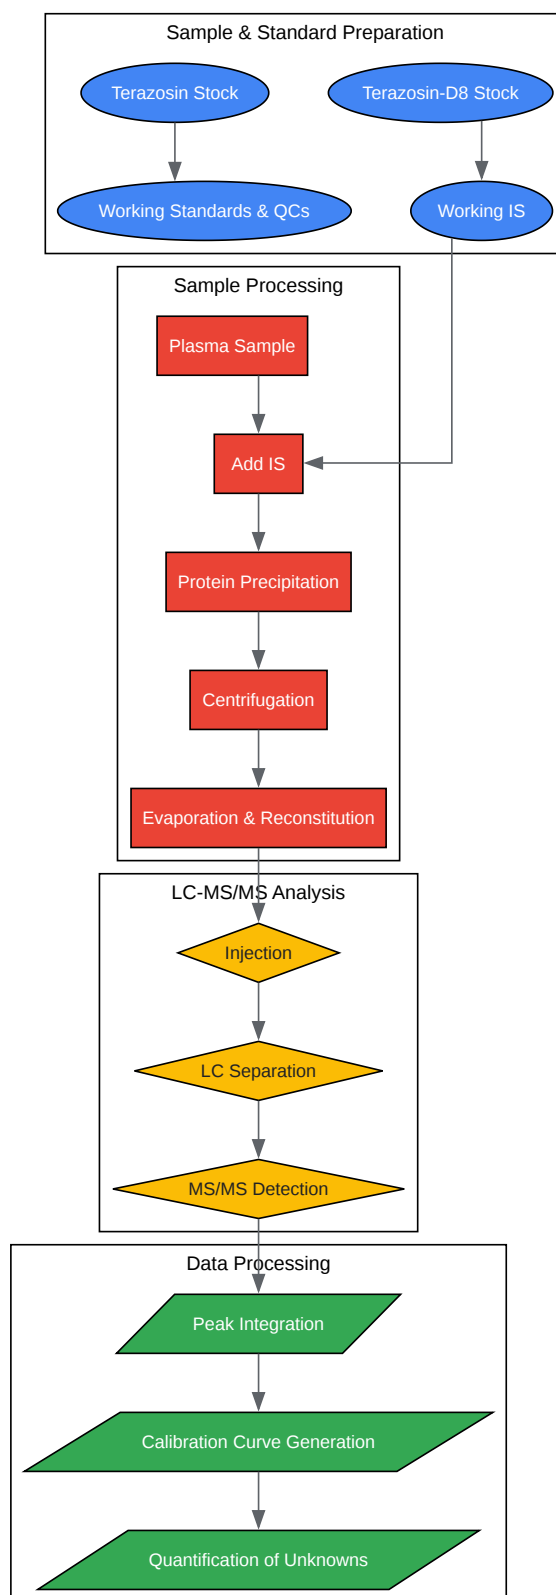 Sample & Standard Preparation
Terazosin Stock
Terazosin-D8 Stock
Working Standards & QCs
Working IS
Sample Processing
Plasma Sample
Add IS
Protein Precipitation
Centrifugation
Evaporation & Reconstitution
LC-MS/MS Analysis
Injection
LC Separation
MS/MS Detection
Data Processing
Peak Integration
Calibration Curve Generation
Quantification of Unknowns